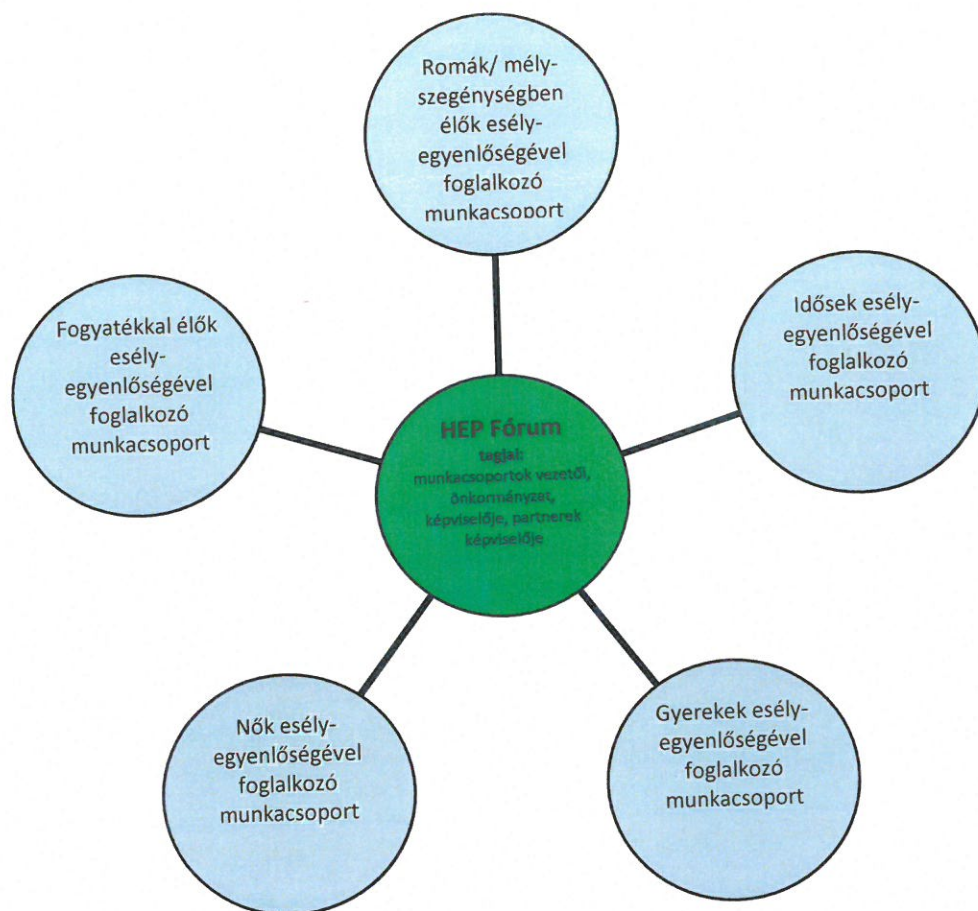 Romák/ mély-
szegénységben
élők esély-
egyenlőségével
foglalkozó
munkacsoport
Idősek esély-
egyenlőségével
foglalkozó
munkacsoport
Fogyatékkal élők
esély-
egyenlőségével
foglalkozó
munkacsoport
HEP Fórum
tagjai:
munkacsoportok vezetői,
önkormányzat,
képviselője, partnerek
képviselője
Nők esély-
egyenlőségével
foglalkozó
munkacsoport
Gyerekek esély-
egyenlőségével
foglalkozó
munkacsoport